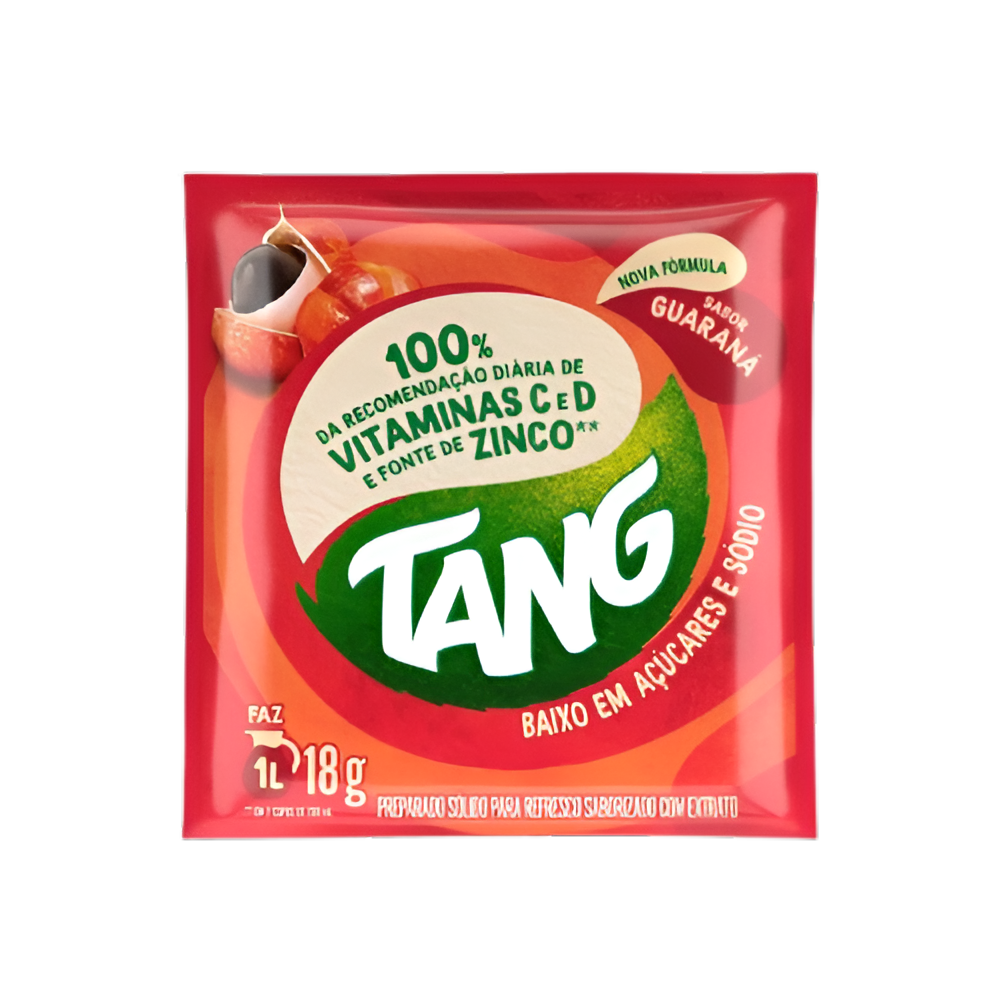 NOVA FÓRMULA
SABOR
GUARANÁ
100%
DA RECOMENDAÇÃO DIÁRIA DE
VITAMINAS C E D
E FONTE DE ZINCO**
TANG
BAIXO EM AÇÚCARES E SÓDIO
FAZ
1L 18 g
PREPARADO SÓLIDO PARA REFRESCO SABORIZADO COM EXTRATO